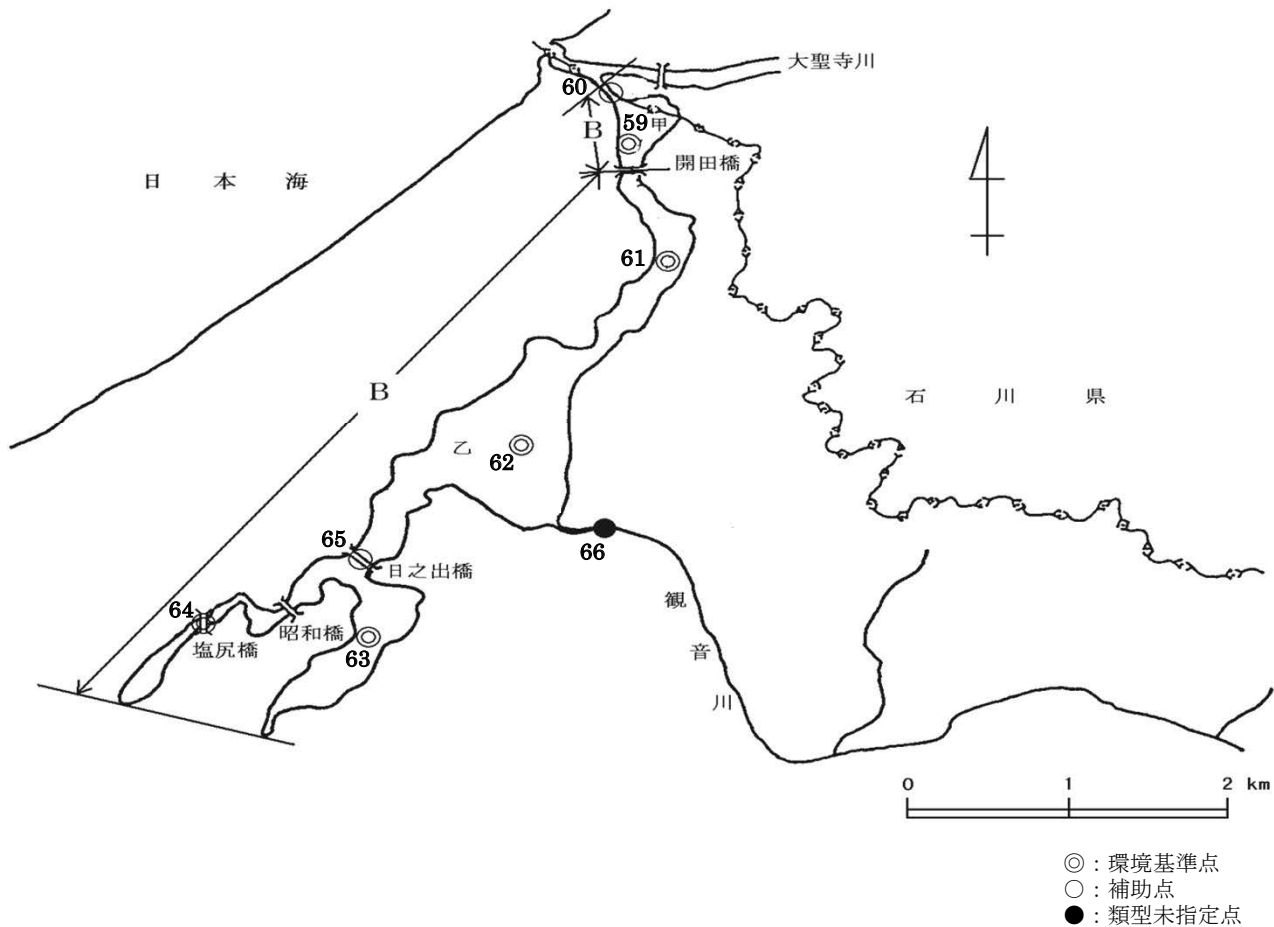 大聖寺川
60
59
甲
B
開田橋
日本海
61
石川県
B
乙
62
65
66
日之出橋
64
昭和橋
塩尻橋
63
観音川
0 1 2 km
◎：環境基準点
○：補助点
●：類型未指定点